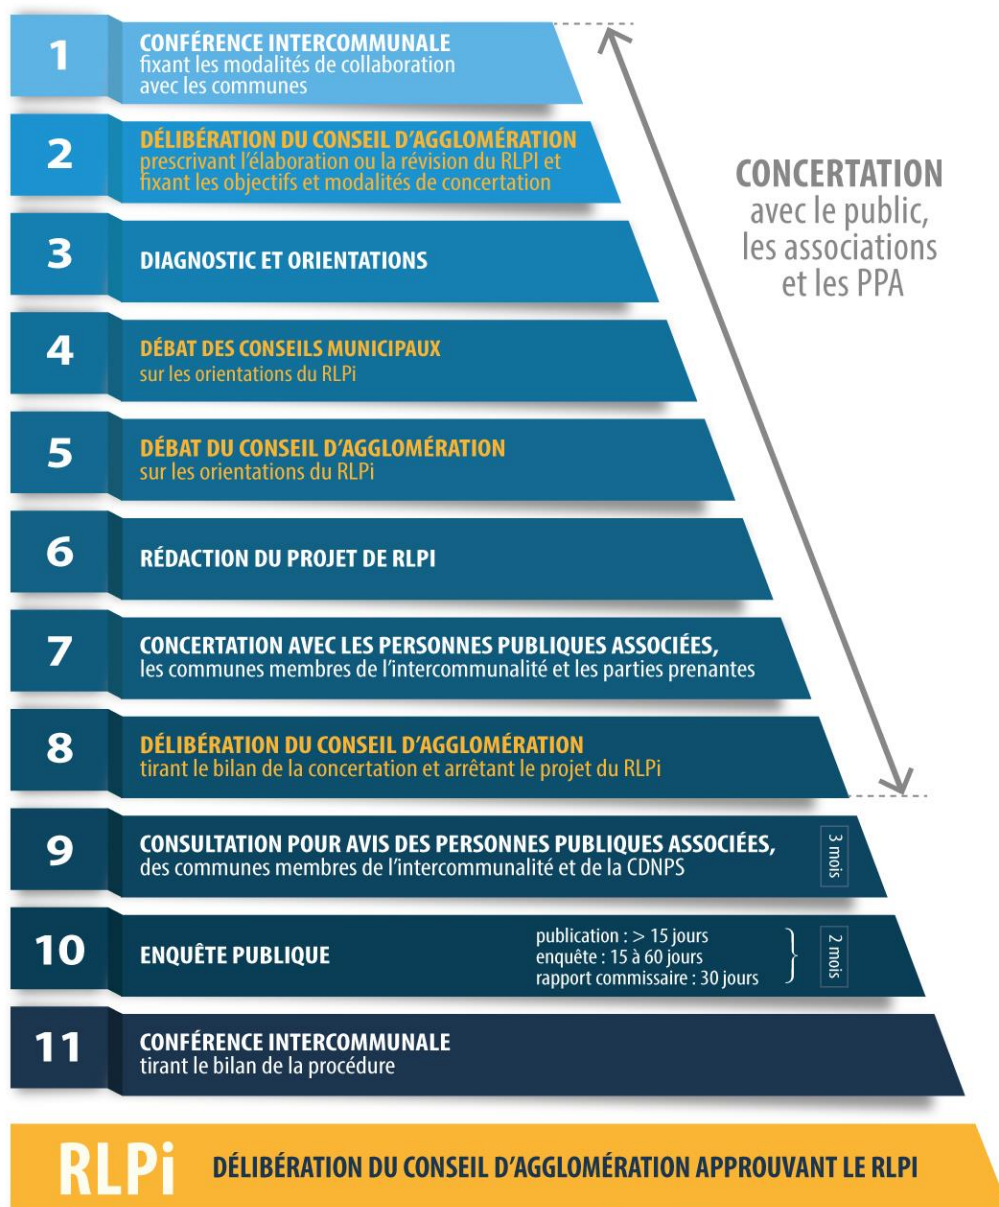 1
CONFÉRENCE INTERCOMMUNALE
fixant les modalités de collaboration
avec les communes
2
DÉLIBÉRATION DU CONSEIL D'AGGLOMÉRATION
prescrivant l'élaboration ou la révision du RLPI et
fixant les objectifs et modalités de concertation
3
DIAGNOSTIC ET ORIENTATIONS
4
DÉBAT DES CONSEILS MUNICIPAUX
sur les orientations du RLPi
5
DÉBAT DU CONSEIL D'AGGLOMÉRATION
sur les orientations du RLPi
6
RÉDACTION DU PROJET DE RLPI
7
CONCERTATION AVEC LES PERSONNES PUBLIQUES ASSOCIÉES,
les communes membres de l'intercommunalité et les parties prenantes
8
DÉLIBÉRATION DU CONSEIL D'AGGLOMÉRATION
tirant le bilan de la concertation et arrêtant le projet du RLPi
CONCERTATION
avec le public,
les associations
et les PPA
9
CONSULTATION POUR AVIS DES PERSONNES PUBLIQUES ASSOCIÉES,
des communes membres de l'intercommunalité et de la CDNPS
3 mois
10
ENQUÊTE PUBLIQUE
publication : > 15 jours
enquête : 15 à 60 jours
rapport commissaire : 30 jours
2 mois
11
CONFÉRENCE INTERCOMMUNALE
tirant le bilan de la procédure
RLPi
DÉLIBÉRATION DU CONSEIL D'AGGLOMÉRATION APPROUVANT LE RLPI